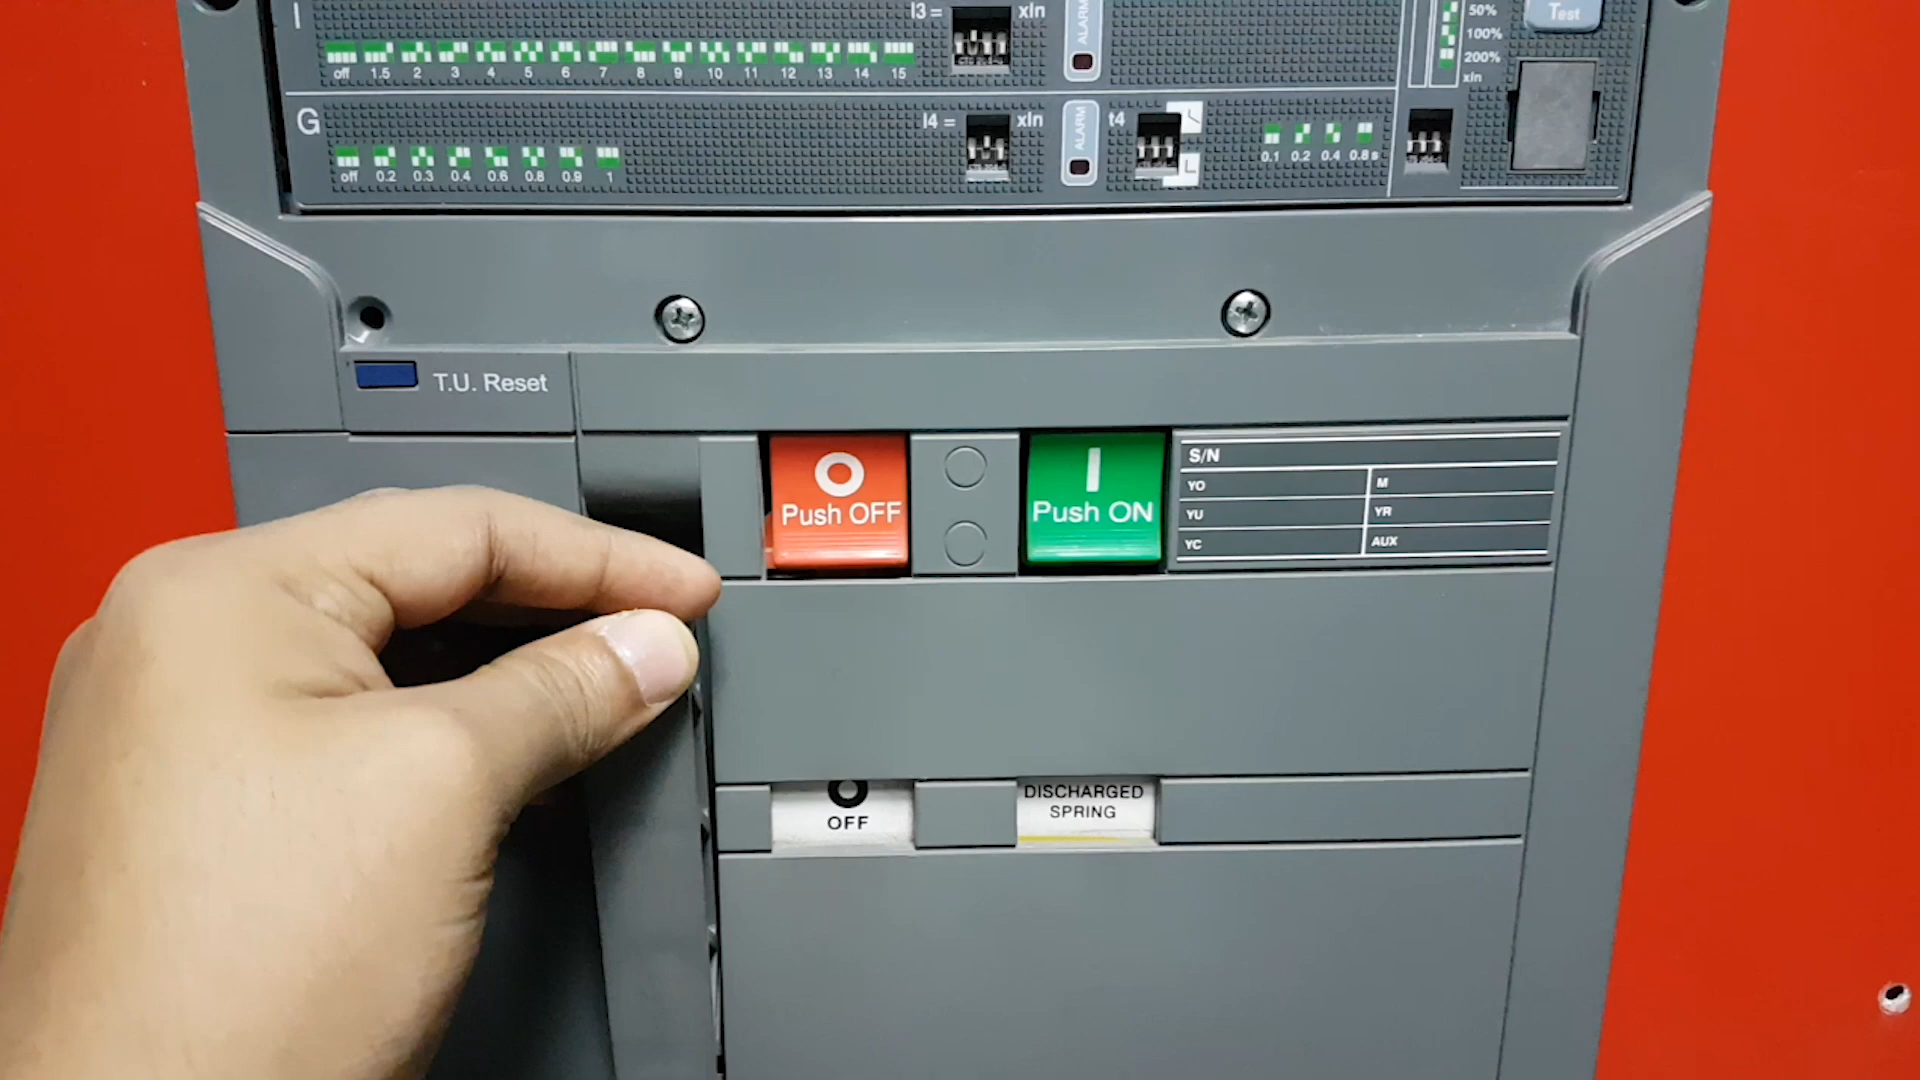 I
I3 =
xIn
ALARM
50%
100%
200%
xIn
Test
off 1.5 2 3 4 5 6 7 8 9 10 11 12 13 14 15
G
I4 =
xIn
ALARM
t4
off 0.2 0.3 0.4 0.6 0.8 0.9 1
0.1 0.2 0.4 0.8s
T.U. Reset
O
Push OFF
I
Push ON
S/N
YO
M
YU
YR
YC
AUX
O
OFF
DISCHARGED
SPRING